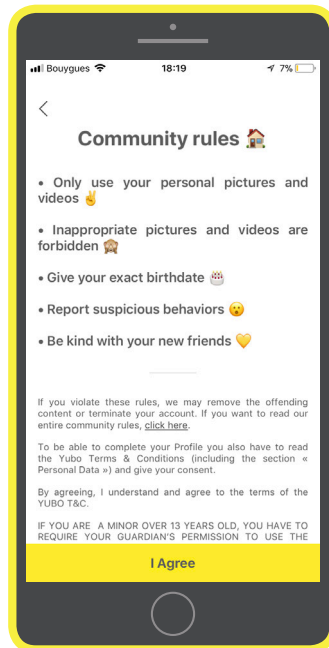 Bouygues 18:19 7%
Community rules 🏠
• Only use your personal pictures and
videos ✌
• Inappropriate pictures and videos are
forbidden 🙈
• Give your exact birthdate 🎂
• Report suspicious behaviors 😮
• Be kind with your new friends 💛
If you violate these rules, we may remove the offending
content or terminate your account. If you want to read our
entire community rules, click here.
To be able to complete your Profile you also have to read
the Yubo Terms & Conditions (including the section «
Personal Data ») and give your consent.
By agreeing, I understand and agree to the terms of the
YUBO T&C.
IF YOU ARE A MINOR OVER 13 YEARS OLD, YOU HAVE TO
REQUIRE YOUR GUARDIAN'S PERMISSION TO USE THE
I Agree